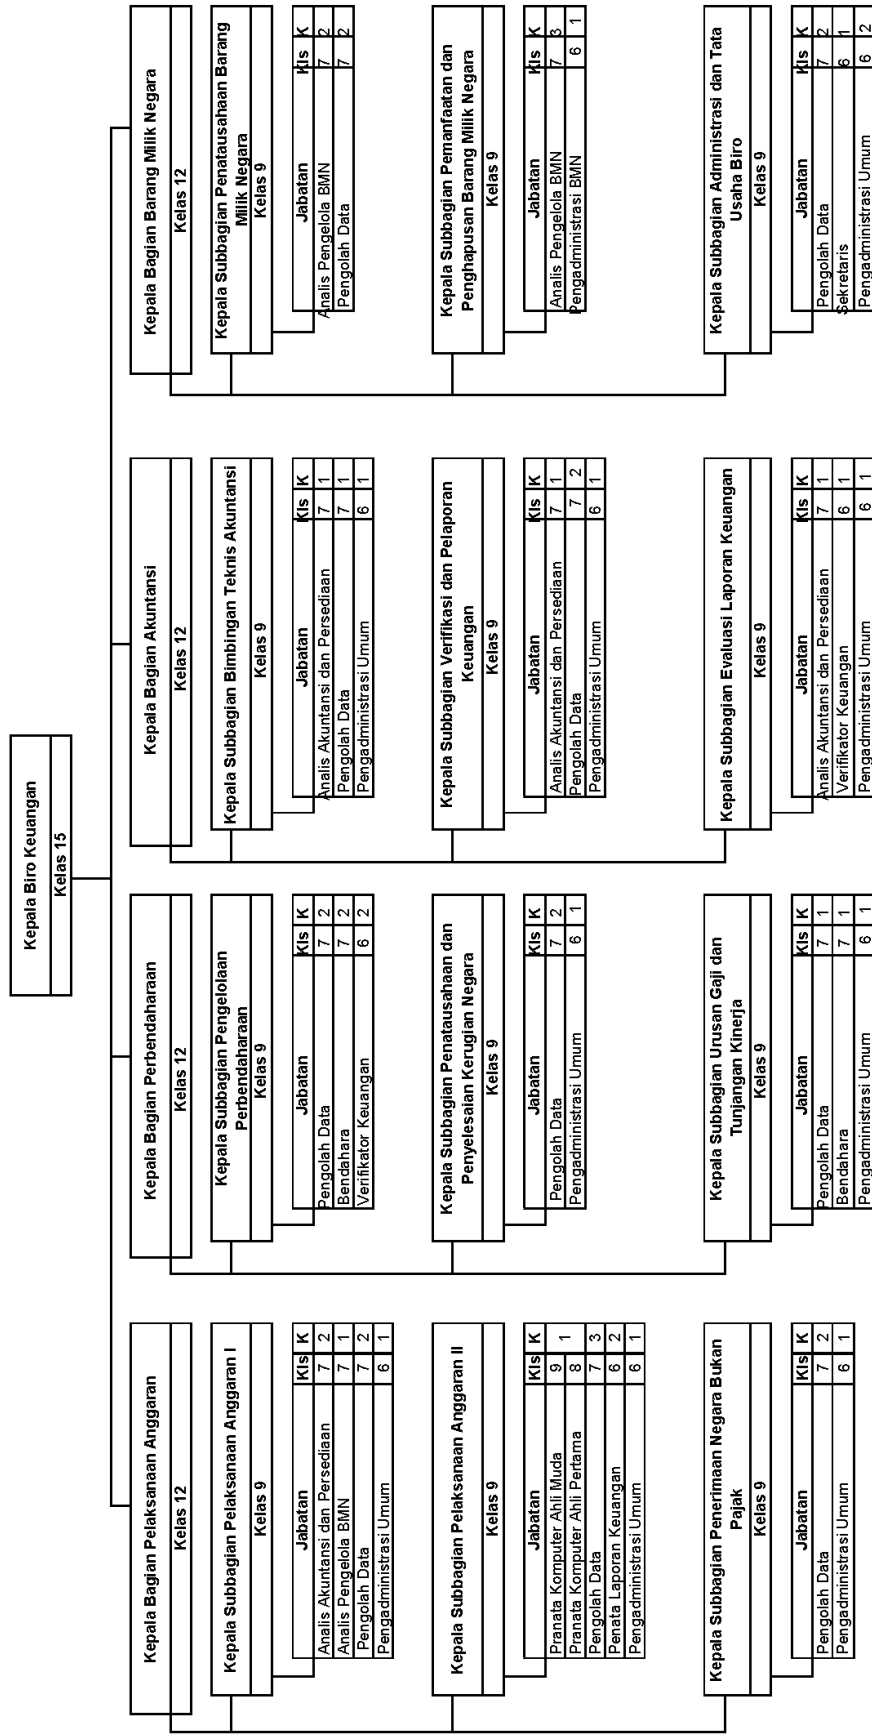 Kepala Biro Keuangan
Kelas 15
Kepala Bagian Pelaksanaan Anggaran
Kelas 12
Kepala Subbagian Pelaksanaan Anggaran I
Kelas 9
Jabatan Kls K
Analis Akuntansi dan Persediaan 7 2
Analis Pengelola BMN 7 1
Pengolah Data 7 2
Pengadministrasi Umum 6 1
Kepala Subbagian Pelaksanaan Anggaran II
Kelas 9
Jabatan Kls K
Pranata Komputer Ahli Muda 9 1
Pranata Komputer Ahli Pertama 8
Pengolah Data 7 3
Penata Laporan Keuangan 6 2
Pengadministrasi Umum 6 1
Kepala Subbagian Penerimaan Negara Bukan
Pajak
Kelas 9
Jabatan Kls K
Pengolah Data 7 2
Pengadministrasi Umum 6 1
Kepala Bagian Perbendaharaan
Kelas 12
Kepala Subbagian Pengelolaan
Perbendaharaan
Kelas 9
Jabatan Kls K
Pengolah Data 7 2
Bendahara 7 2
Verifikator Keuangan 6 2
Kepala Subbagian Penatausahaan dan
Penyelesaian Kerugian Negara
Kelas 9
Jabatan Kls K
Pengolah Data 7 2
Pengadministrasi Umum 6 1
Kepala Subbagian Urusan Gaji dan
Tunjangan Kinerja
Kelas 9
Jabatan Kls K
Pengolah Data 7 1
Bendahara 7 1
Pengadministrasi Umum 6 1
Kepala Bagian Akuntansi
Kelas 12
Kepala Subbagian Bimbingan Teknis Akuntansi
Kelas 9
Jabatan Kls K
Analis Akuntansi dan Persediaan 7 1
Pengolah Data 7 1
Pengadministrasi Umum 6 1
Kepala Subbagian Verifikasi dan Pelaporan
Keuangan
Kelas 9
Jabatan Kls K
Analis Akuntansi dan Persediaan 7 1
Pengolah Data 7 2
Pengadministrasi Umum 6 1
Kepala Subbagian Evaluasi Laporan Keuangan
Kelas 9
Jabatan Kls K
Analis Akuntansi dan Persediaan 7 1
Verifikator Keuangan 6 1
Pengadministrasi Umum 6 1
Kepala Bagian Barang Milik Negara
Kelas 12
Kepala Subbagian Penatausahaan Barang
Milik Negara
Kelas 9
Jabatan Kls K
Analis Pengelola BMN 7 2
Pengolah Data 7 2
Kepala Subbagian Pemanfaatan dan
Penghapusan Barang Milik Negara
Kelas 9
Jabatan Kls K
Analis Pengelola BMN 7 3
Pengadministrasi BMN 6 1
Kepala Subbagian Administrasi dan Tata
Usaha Biro
Kelas 9
Jabatan Kls K
Pengolah Data 7 2
Sekretaris 6 1
Pengadministrasi Umum 6 2